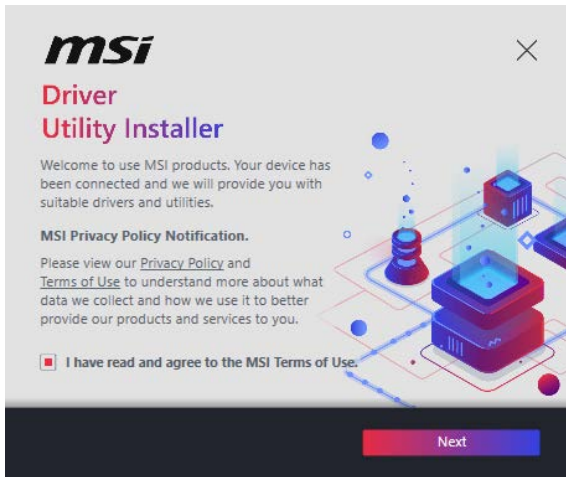 msi
Driver
Utility Installer
Welcome to use MSI products. Your device has
been connected and we will provide you with
suitable drivers and utilities.
MSI Privacy Policy Notification.
Please view our Privacy Policy and
Terms of Use to understand more about what
data we collect and how we use it to better
provide our products and services to you.
I have read and agree to the MSI Terms of Use.
Next